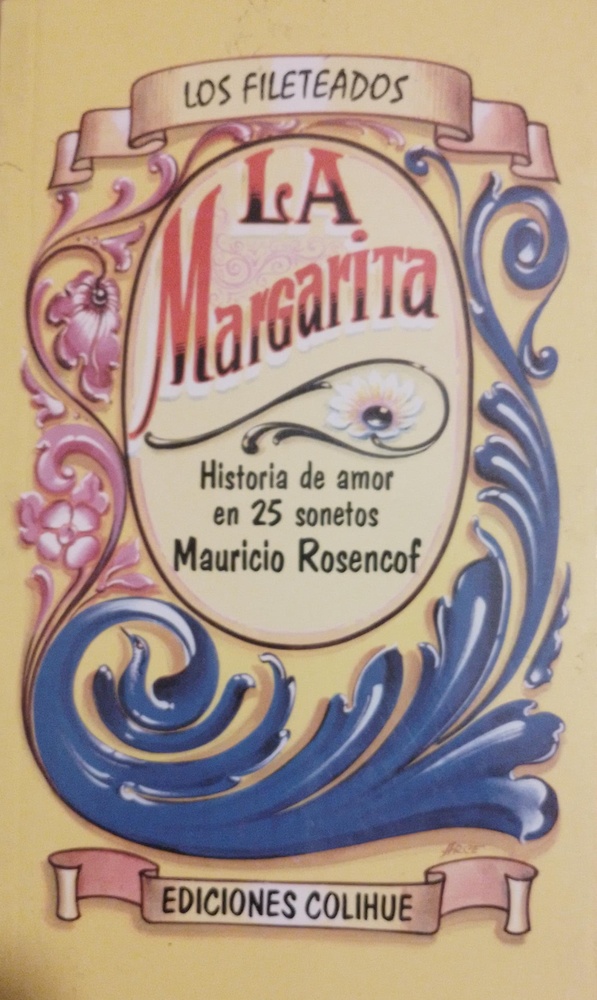 LOS FILETEADOS
LA
MARGARITA
Historia de amor
en 25 sonetos
Mauricio Rosencof
EDICIONES COLIHUE